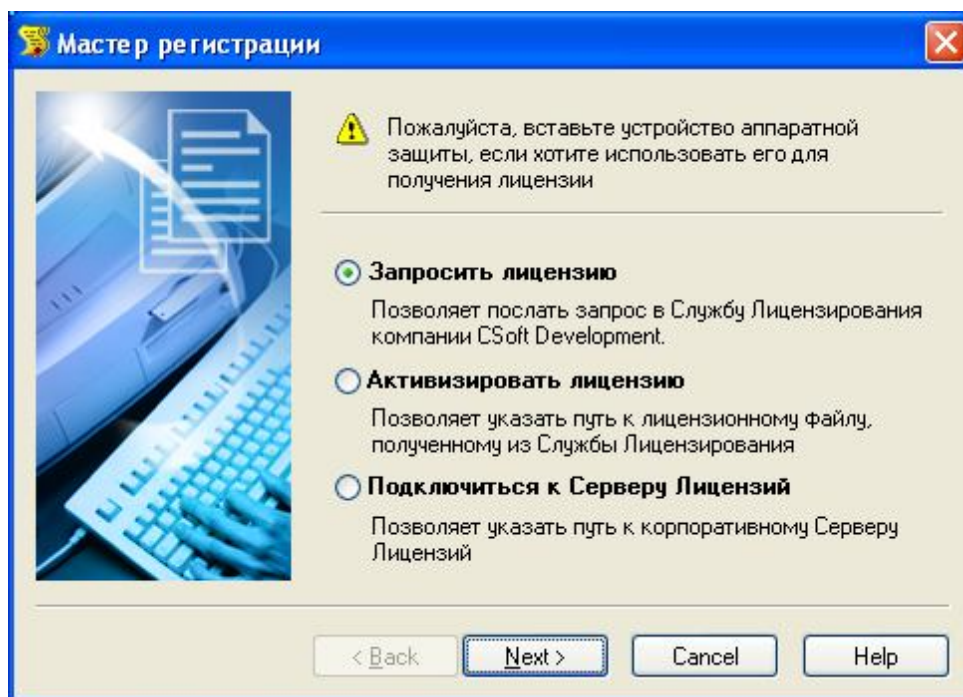 Мастер регистрации
Пожалуйста, вставьте устройство аппаратной
защиты, если хотите использовать его для
получения лицензии
Запросить лицензию
Позволяет послать запрос в Службу Лицензирования
компании CSoft Development.
Активизировать лицензию
Позволяет указать путь к лицензионному файлу,
полученному из Службы Лицензирования
Подключиться к Серверу Лицензий
Позволяет указать путь к корпоративному Серверу
Лицензий
< Back Next > Cancel Help